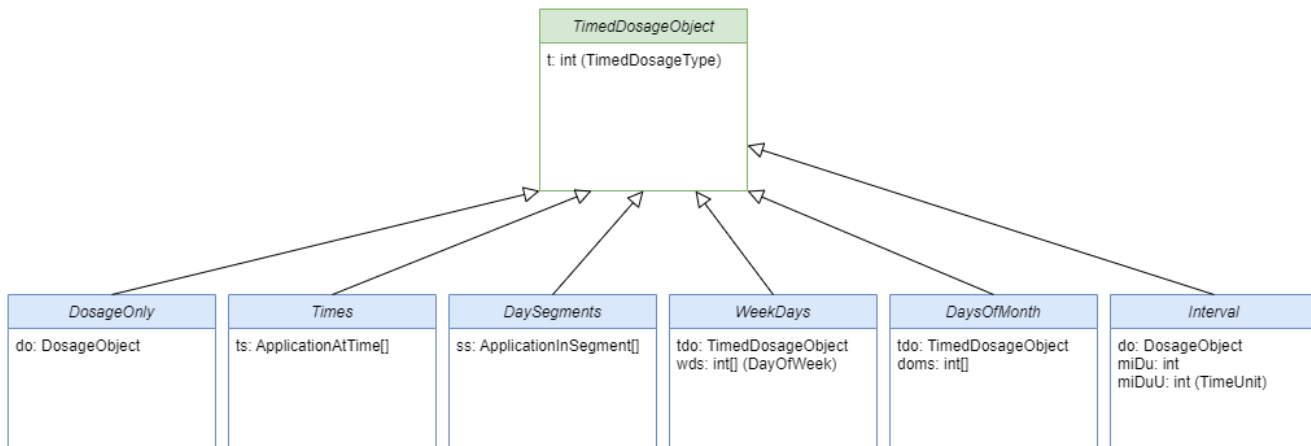 TimedDosageObject
t: int (TimedDosageType)
DosageOnly
do: DosageObject
Times
ts: ApplicationAtTime[]
DaySegments
ss: ApplicationInSegment[]
WeekDays
tdo: TimedDosageObject
wds: int[] (DayOfWeek)
DaysOfMonth
tdo: TimedDosageObject
doms: int[]
Interval
do: DosageObject
miDu: int
miDuU: int (TimeUnit)